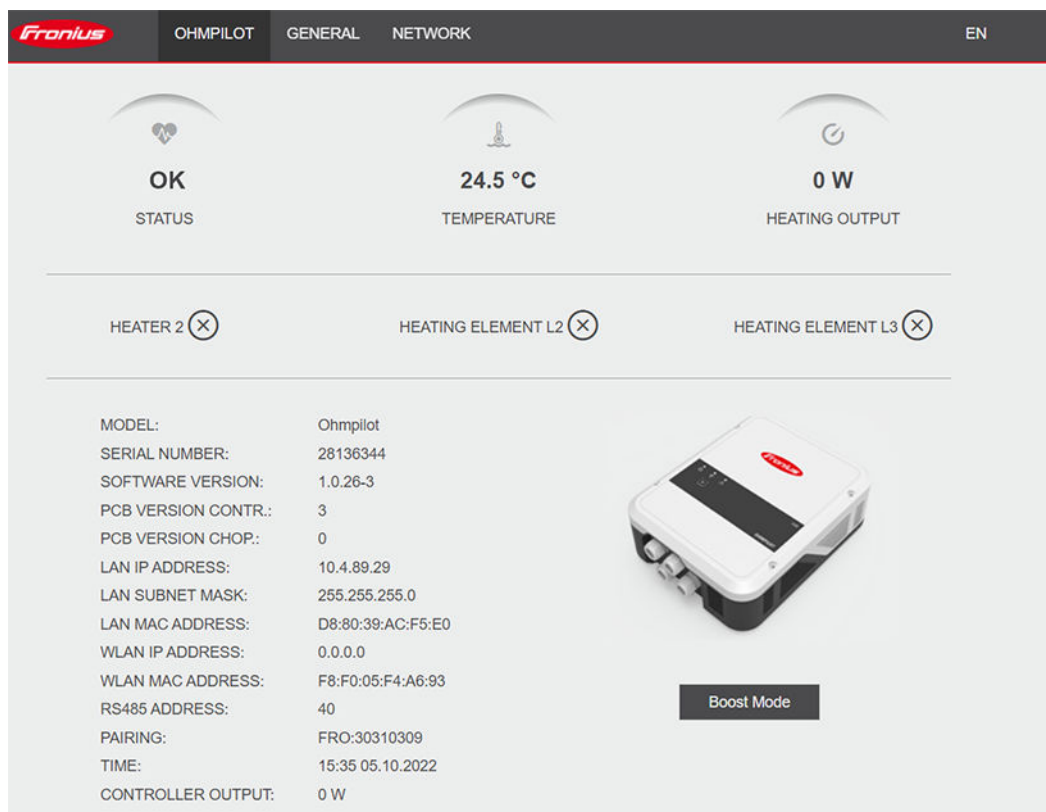 Fronius OHMPILOT GENERAL NETWORK EN
OK 24.5 °C 0 W
STATUS TEMPERATURE HEATING OUTPUT
HEATER 2 HEATING ELEMENT L2 HEATING ELEMENT L3
MODEL: Ohmpilot
SERIAL NUMBER: 28136344
SOFTWARE VERSION: 1.0.26-3
PCB VERSION CONTR.: 3
PCB VERSION CHOP.: 0
LAN IP ADDRESS: 10.4.89.29
LAN SUBNET MASK: 255.255.255.0
LAN MAC ADDRESS: D8:80:39:AC:F5:E0
WLAN IP ADDRESS: 0.0.0.0
WLAN MAC ADDRESS: F8:F0:05:F4:A6:93
RS485 ADDRESS: 40
PAIRING: FRO:30310309
TIME: 15:35 05.10.2022
CONTROLLER OUTPUT: 0 W
Fronius
Boost Mode